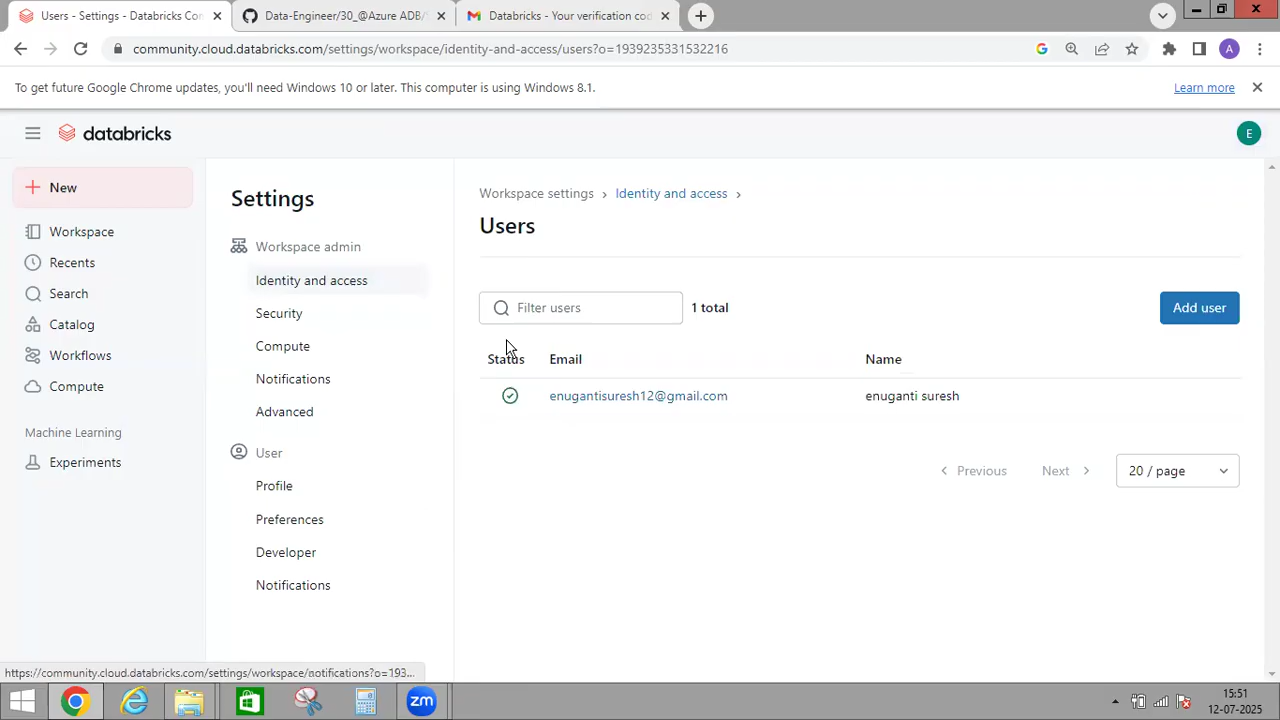 Users - Settings - Databricks Co
Data-Engineer/30_@Azure ADB/
Databricks - Your verification cod
community.cloud.databricks.com/settings/workspace/identity-and-access/users?o=1939235331532216
A
To get future Google Chrome updates, you'll need Windows 10 or later. This computer is using Windows 8.1.
Learn more
databricks
E
New
Workspace
Recents
Search
Catalog
Workflows
Compute
Machine Learning
Experiments
Settings
Workspace admin
Identity and access
Security
Compute
Notifications
Advanced
User
Profile
Preferences
Developer
Notifications
Workspace settings > Identity and access >
Users
Filter users
1 total
Add user
Status Email Name
enugantisuresh12@gmail.com enuganti suresh
< Previous Next > 20 / page
https://community.cloud.databricks.com/settings/workspace/notifications?o=193...
zm
15:51
12-07-2025